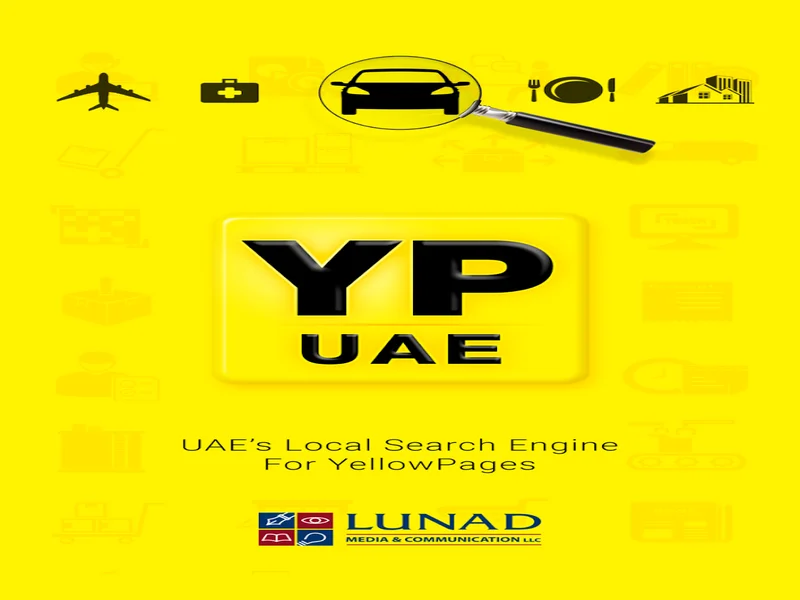 YP
UAE
UAE's Local Search Engine
For YellowPages
LUNAD
MEDIA & COMMUNICATION LLC